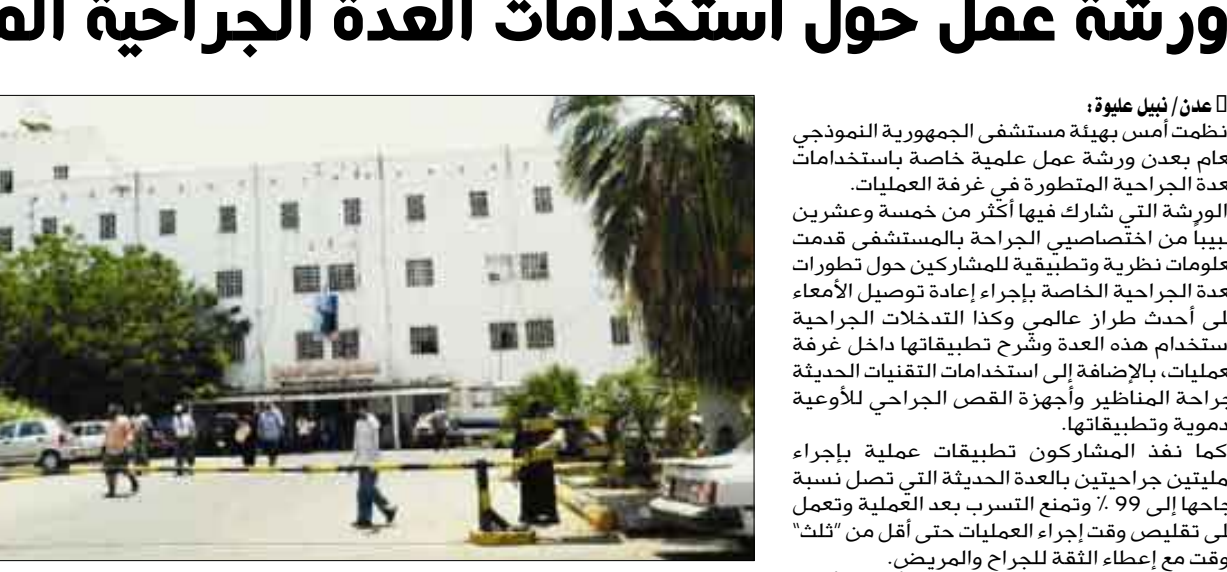 ورشة عمل حول استخدامات العدة الجراحية
عدن / نبيل عليوة :
نظمت أمس بهيئة مستشفى الجمهورية النموذجي
عام بعدن ورشة عمل علمية خاصة باستخدامات
عدة الجراحية المتطورة في غرفة العمليات.
الورشة التي شارك فيها أكثر من خمسة وعشرين
بيباً من اختصاصيي الجراحة بالمستشفى قدمت
علومات نظرية وتطبيقية للمشاركين حول تطورات
عدة الجراحية الخاصة بإجراء إعادة توصيل الأمعاء
لى أحدث طراز عالمي وكذا التدخلات الجراحية
ستخدام هذه العدة وشرح تطبيقاتها داخل غرفة
عمليات، بالإضافة إلى استخدامات التقنيات الحديثة
جراحة المناظير وأجهزة القص الجراحي للأوعية
دموية وتطبيقاتها.
كما نفذ المشاركون تطبيقات عملية بإجراء
مليتين جراحيتين بالعدة الحديثة التي تصل نسبة
جاحها إلى 99 ٪ وتمنع التسرب بعد العملية وتعمل
لى تقليص وقت إجراء العمليات حتى أقل من "ثلث"
وقت مع إعطاء الثقة للجراح والمريض.